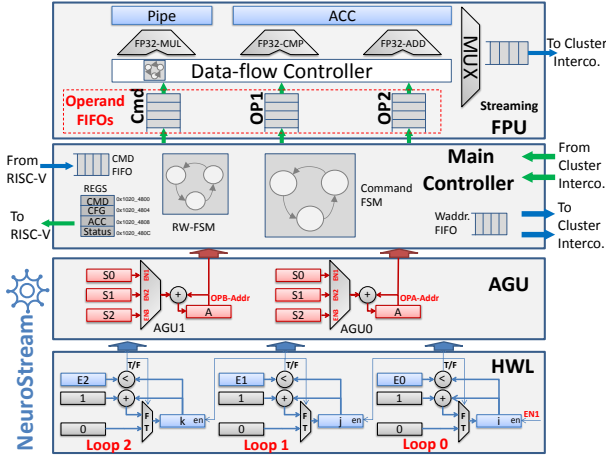 Pipe
ACC
FP32-MUL
FP32-CMP
FP32-ADD
MUX
To Cluster
Interco.
Data-flow Controller
Operand
FIFOs
Cmd
OP1
OP2
Streaming
FPU
From
RISC-V
CMD
FIFO
REGS
CMD 0x1020_4800
CFG 0x1020_4804
ACC 0x1020_4808
Status 0x1020_480C
To
RISC-V
RW-FSM
Command
FSM
Main
Controller
Waddr.
FIFO
From
Cluster
Interco.
To
Cluster
Interco.
NeuroStream
S0
S1
S2
EN1
EN2
EN3
+
OPB-Addr
A
AGU1
S0
S1
S2
EN1
EN2
EN3
+
OPA-Addr
A
AGU0
AGU
HWL
T/F
E2
<
1
+
F
T
k
en
0
Loop 2
T/F
E1
<
1
+
F
T
j
en
0
Loop 1
T/F
E0
<
1
+
F
T
i
en
EN1
0
Loop 0